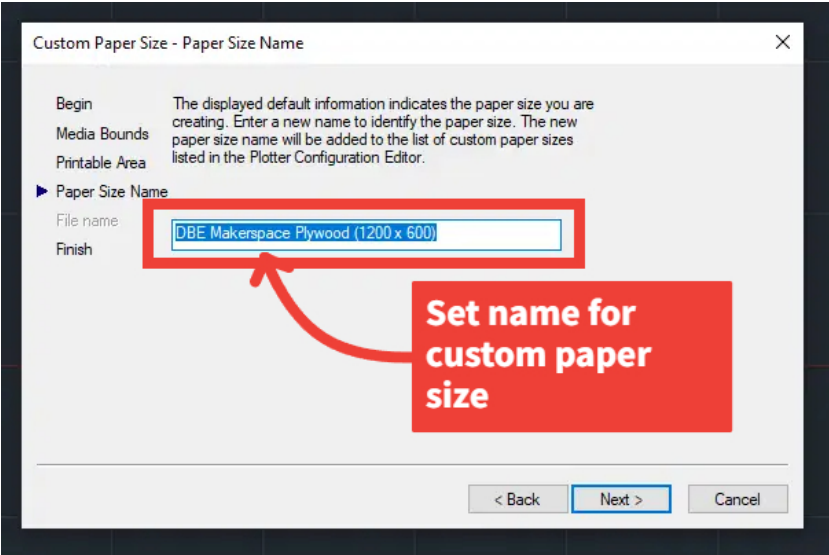 Custom Paper Size - Paper Size Name
Begin
Media Bounds
Printable Area
Paper Size Name
File name
Finish
The displayed default information indicates the paper size you are
creating. Enter a new name to identify the paper size. The new
paper size name will be added to the list of custom paper sizes
listed in the Plotter Configuration Editor.
DBE Makerspace Plywood (1200 x 600)
Set name for
custom paper
size
< Back
Next >
Cancel